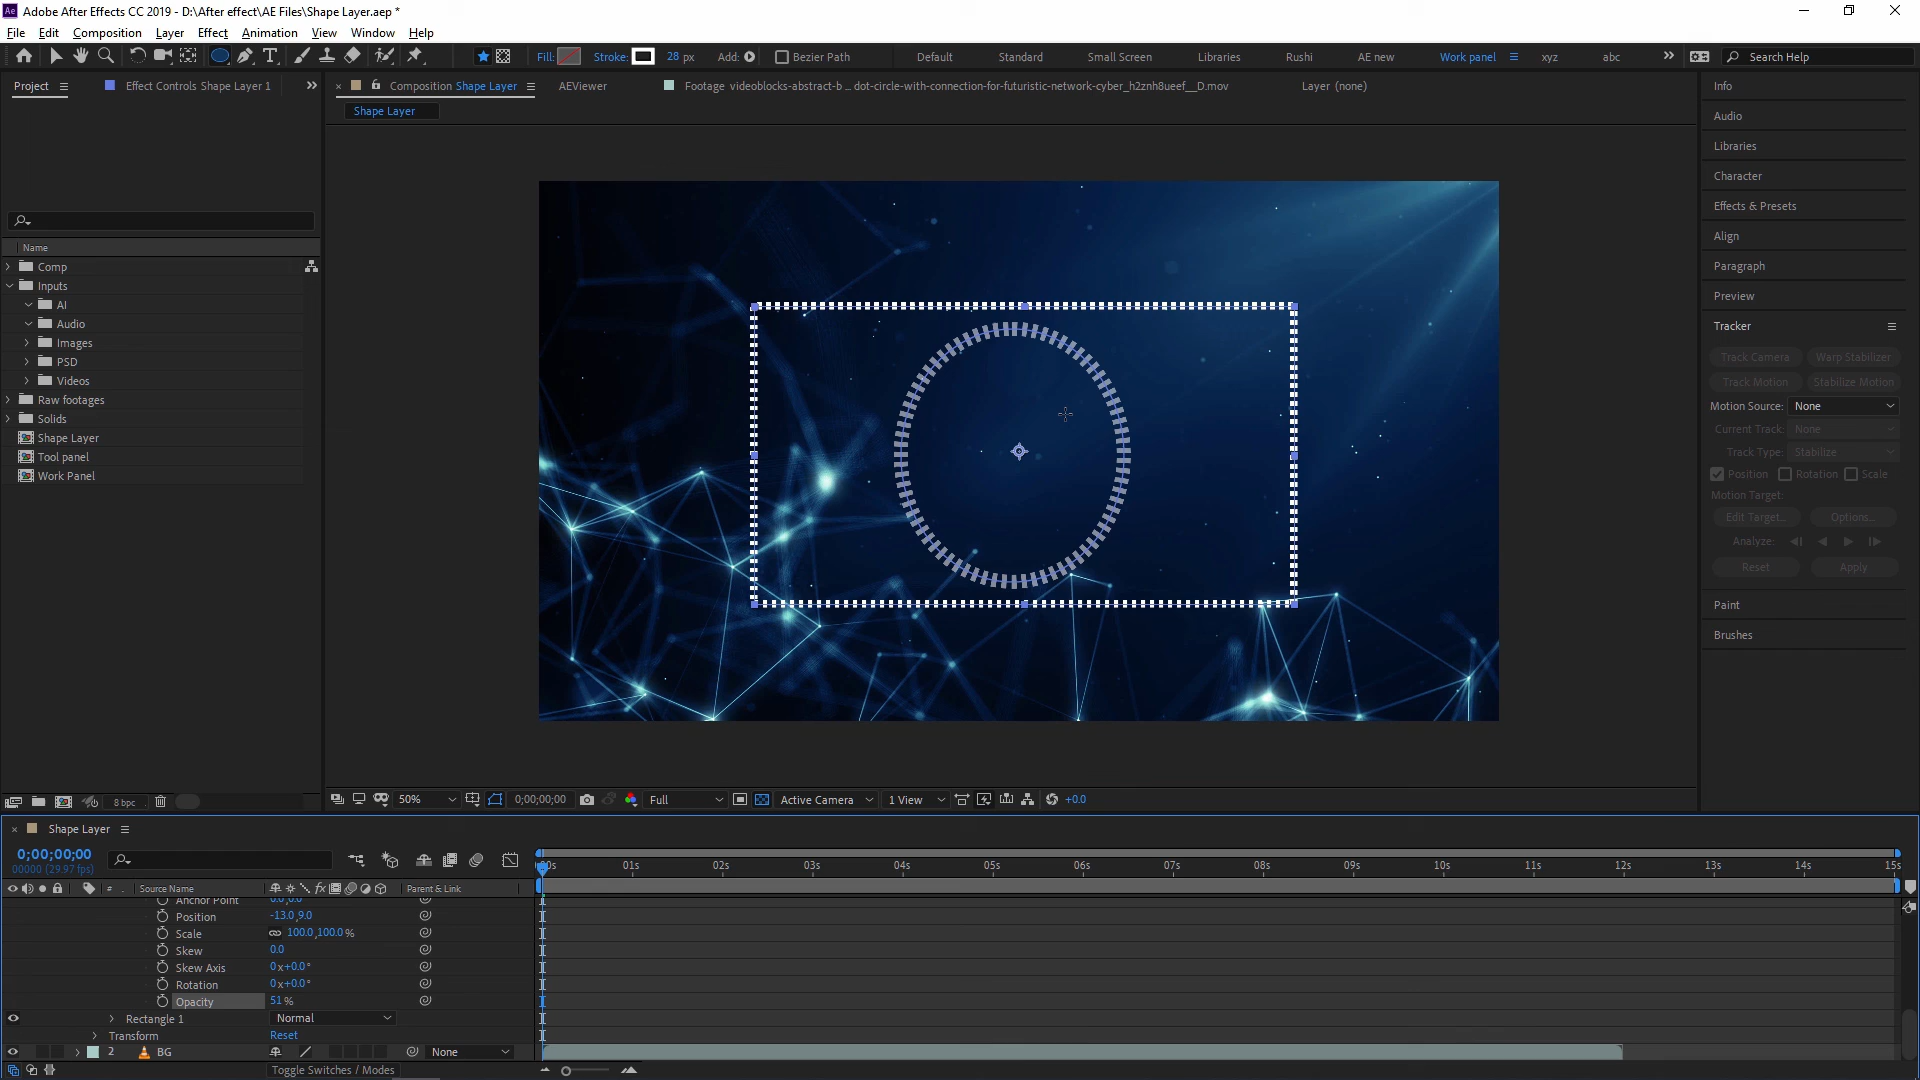 Adobe After Effects CC 2019 - D:\After effect\AE Files\Shape Layer.aep *
File Edit Composition Layer Effect Animation View Window Help
Fill: Stroke: 28 px Add: Bezier Path Default Standard Small Screen Libraries Rushi AE new Work panel xyz abc Search Help
Project Effect Controls Shape Layer 1 Composition Shape Layer AEViewer Footage videoblocks-abstract-b ... dot-circle-with-connection-for-futuristic-network-cyber_h2znh8ueef__D.mov Layer (none)
Shape Layer
Name
Comp
Inputs
AI
Audio
Images
PSD
Videos
Raw footages
Solids
Shape Layer
Tool panel
Work Panel
Info
Audio
Libraries
Character
Effects & Presets
Align
Paragraph
Preview
Tracker
Track Camera Warp Stabilizer
Track Motion Stabilize Motion
Motion Source: None
Current Track: None
Track Type: Stabilize
Position Rotation Scale
Motion Target:
Edit Target... Options...
Analyze:
Reset Apply
Paint
Brushes
8 bpc 50% 0;00;00;00 Full Active Camera 1 View +0.0
Shape Layer
0;00;00;00
00000 (29.97 fps)
:00s 01s 02s 03s 04s 05s 06s 07s 08s 09s 10s 11s 12s 13s 14s 15s
# Source Name Parent & Link
Anchor Point 0.0,0.0
Position -13.0,9.0
Scale 100.0,100.0%
Skew 0.0
Skew Axis 0x+0.0°
Rotation 0x+0.0°
Opacity 51%
Rectangle 1 Normal
Transform Reset
2 BG None
Toggle Switches / Modes